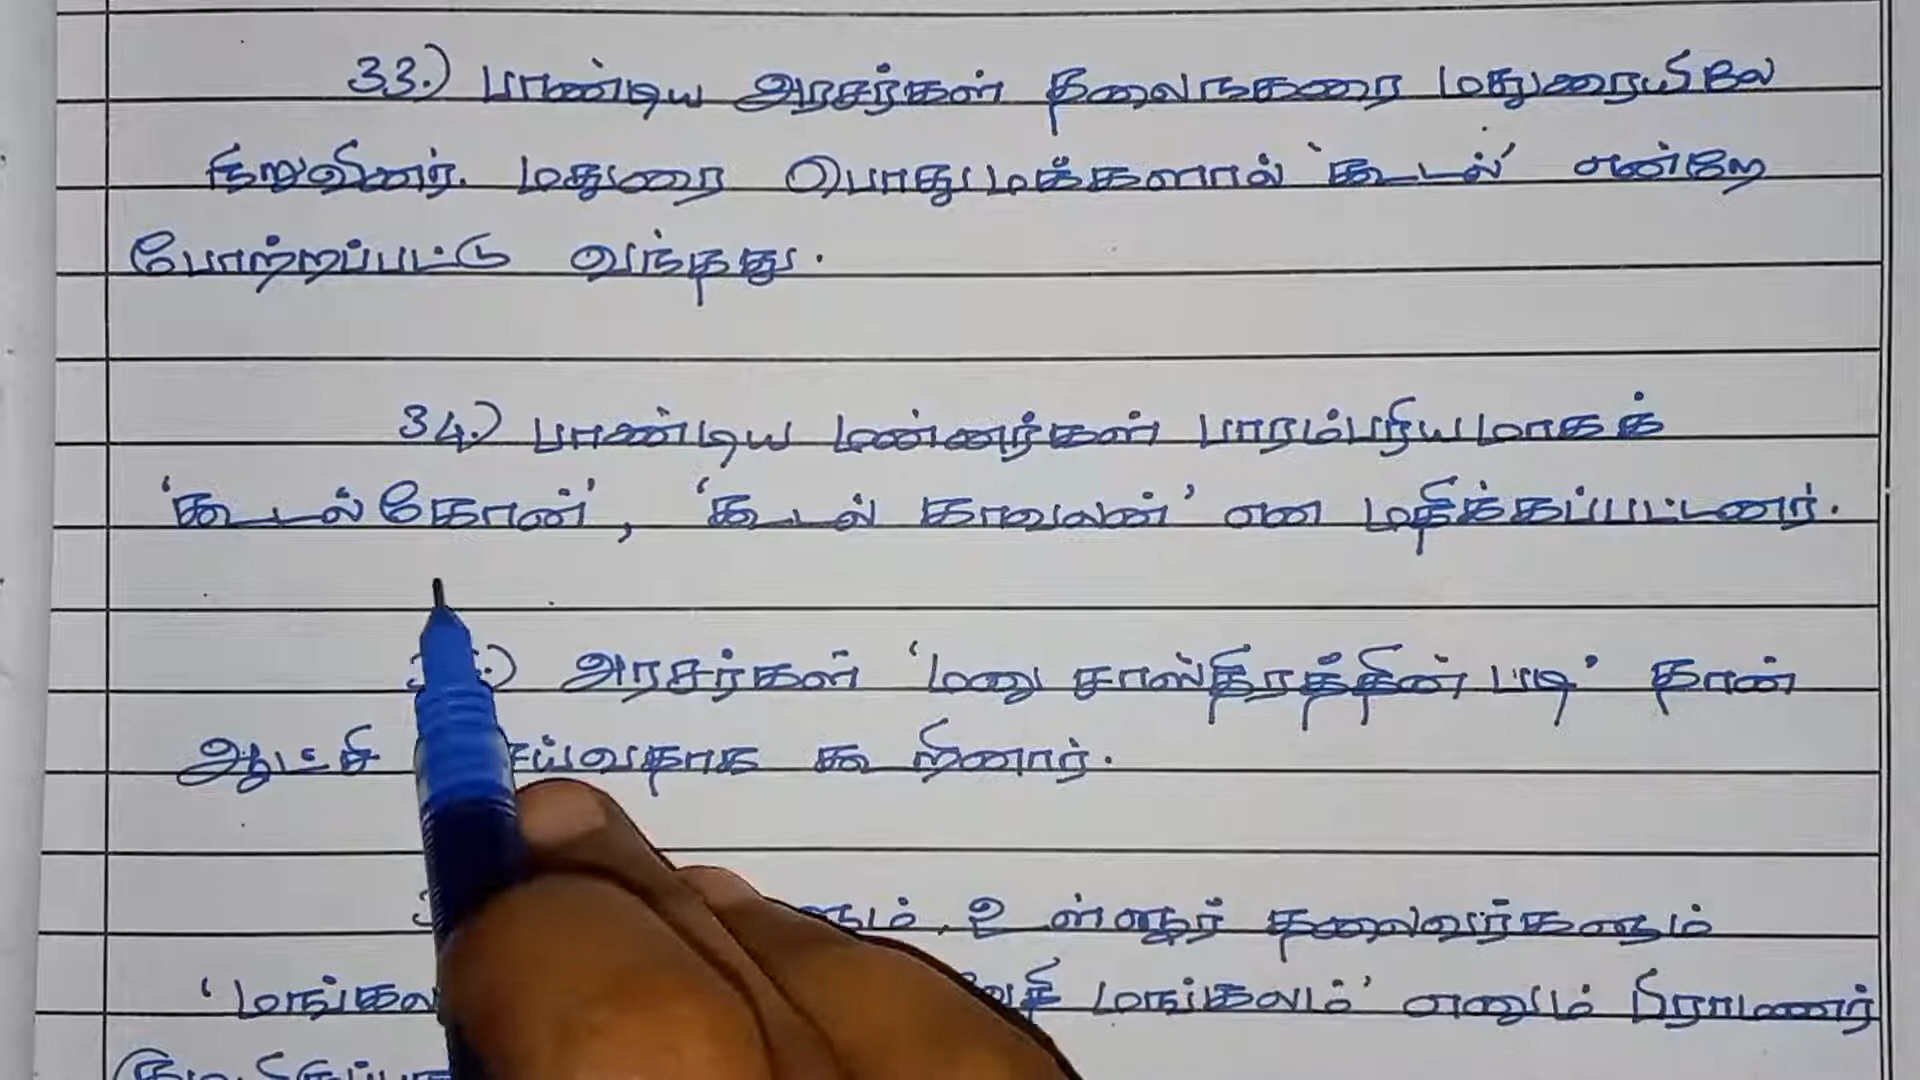 33.) பாண்டிய அரசர்கள் தலைநகரை மதுரையிலே
நிறுவினர். மதுரை பொதுமக்களால் 'கூடல்' என்றே
போற்றப்பட்டு வந்தது.
34.) பாண்டிய மன்னர்கள் பாரம்பரியமாகக்
'கூடல்கோன்', 'கூடல் காவலன்' என மதிக்கப்பட்டனர்.
அரசர்கள் 'மனு சாஸ்திரத்தின் படி' தான்
ஆட்சி கூறினார்.
உள்ளூர் தலைவர்களும்
மங்கலம்' எனும் பிராமணர்